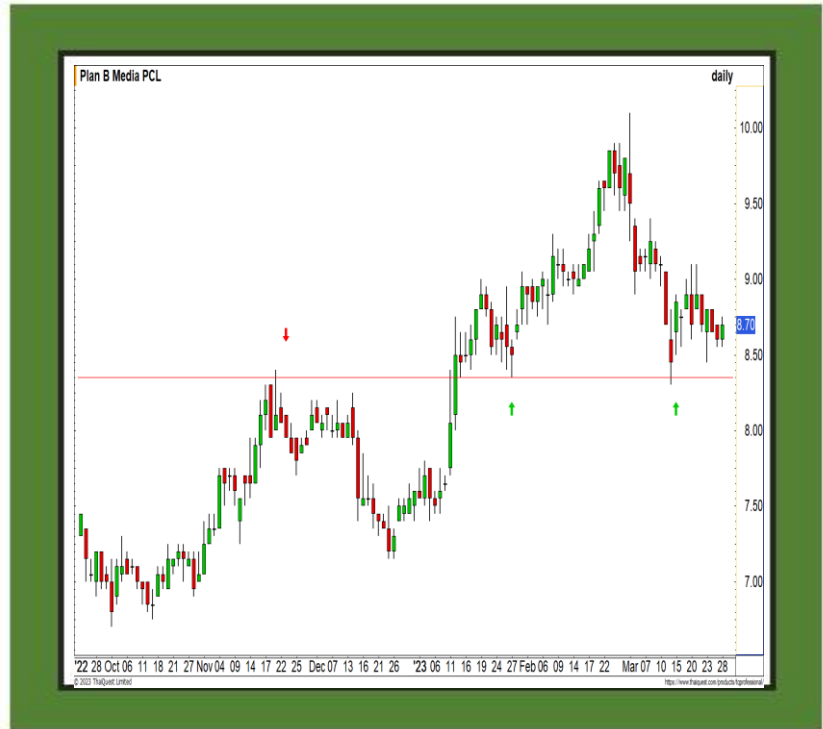 Plan B Media PCL daily
10.00
9.50
9.00
8.70
8.50
8.00
7.50
7.00
'22 28 Oct 06 11 18 21 27 Nov 04 09 14 17 22 25 Dec 07 13 16 21 26 '23 06 11 16 19 24 27 Feb 06 09 14 17 22 Mar 07 10 15 20 23 28
© 2023 ThaiQuest Limited https://www.thaiquest.com/products/fqprofessional/